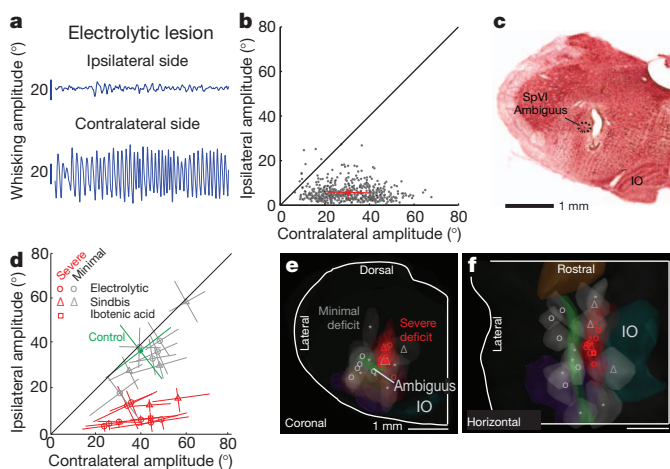 a
Electrolytic lesion
Ipsilateral side
20
Contralateral side
20
Whisking amplitude (°)
b
80
60
40
20
0
0 20 40 60 80
Ipsilateral amplitude (°)
Contralateral amplitude (°)
c
SpVI
Ambiguus
IO
1 mm
d
80
60
40
20
0
0 20 40 60 80
Severe
Minimal
Electrolytic
Sindbis
Ibotenic acid
Control
Ipsilateral amplitude (°)
Contralateral amplitude (°)
e
Dorsal
Lateral
Minimal
deficit
Severe
deficit
Ambiguus
IO
Coronal
1 mm
f
Rostral
Lateral
IO
Horizontal